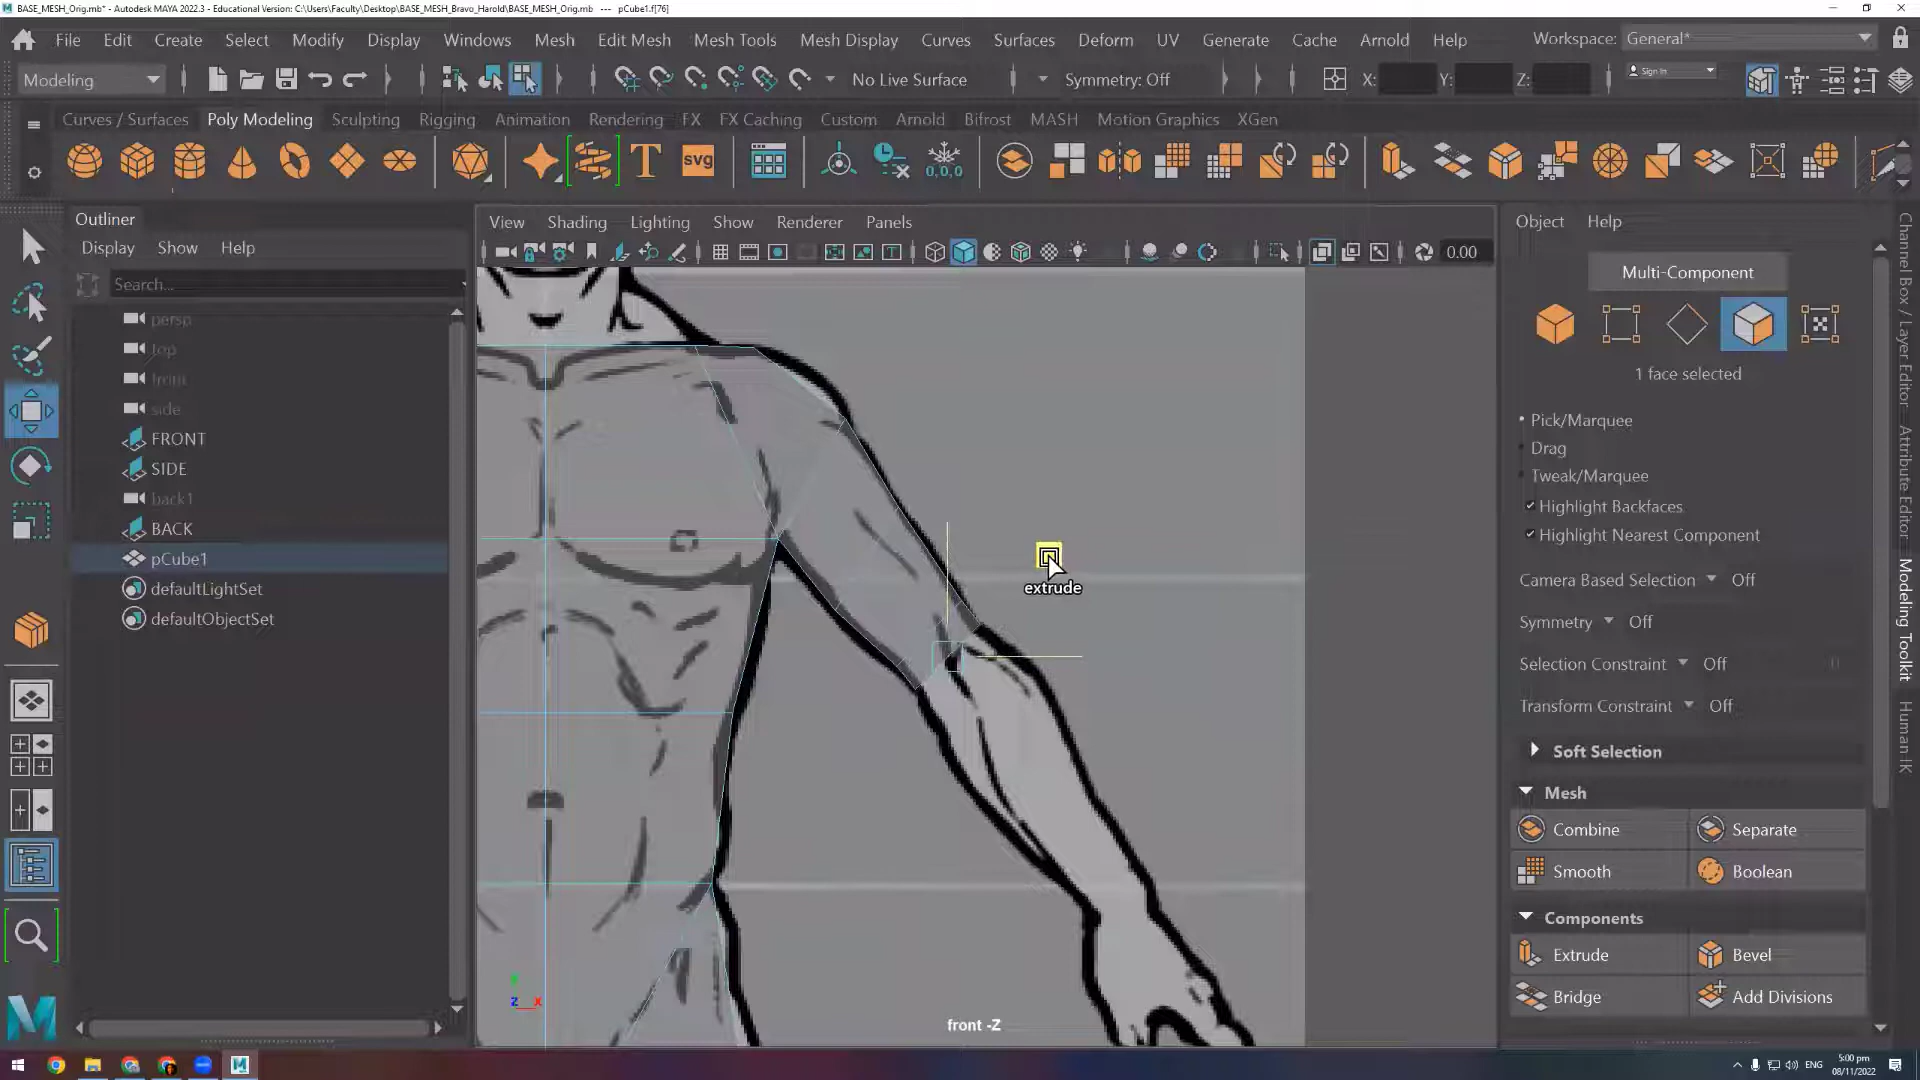 BASE_MESH_Orig.mb* - Autodesk MAYA 2022.3 - Educational Version: C:\Users\Faculty\Desktop\BASE_MESH_Bravo_Harold\BASE_MESH_Orig.mb --- pCube1.f[76]
File Edit Create Select Modify Display Windows Mesh Edit Mesh Mesh Tools Mesh Display Curves Surfaces Deform UV Generate Cache Arnold Help Workspace: General*
Modeling No Live Surface Symmetry: Off X: Y: Z: Sign In
Curves / Surfaces Poly Modeling Sculpting Rigging Animation Rendering FX FX Caching Custom Arnold Bifrost MASH Motion Graphics XGen
T svg 0,0,0
Outliner
Display Show Help
Search...
persp
top
front
side
FRONT
SIDE
back1
BACK
pCube1
defaultLightSet
defaultObjectSet
View Shading Lighting Show Renderer Panels
0.00
extrude
Y
Z X
front -Z
Object Help
Multi-Component
1 face selected
Pick/Marquee
Drag
Tweak/Marquee
Highlight Backfaces
Highlight Nearest Component
Camera Based Selection Off
Symmetry Off
Selection Constraint Off
Transform Constraint Off
Soft Selection
Mesh
Combine Separate
Smooth Boolean
Components
Extrude Bevel
Bridge Add Divisions
Channel Box / Layer Editor
Attribute Editor
Modeling Toolkit
Human IK
ENG
5:00 pm
08/11/2022